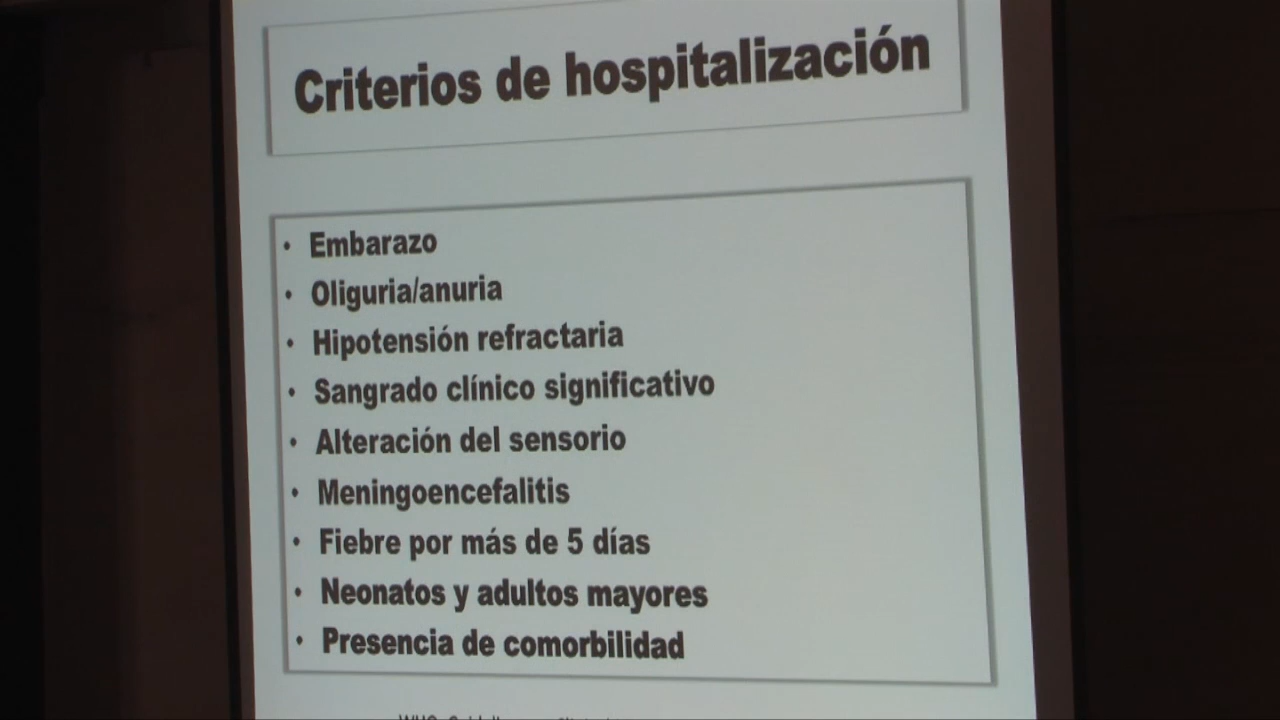 Criterios de hospitalización
• Embarazo
• Oliguria/anuria
• Hipotensión refractaria
• Sangrado clínico significativo
• Alteración del sensorio
• Meningoencefalitis
• Fiebre por más de 5 días
• Neonatos y adultos mayores
• Presencia de comorbilidad